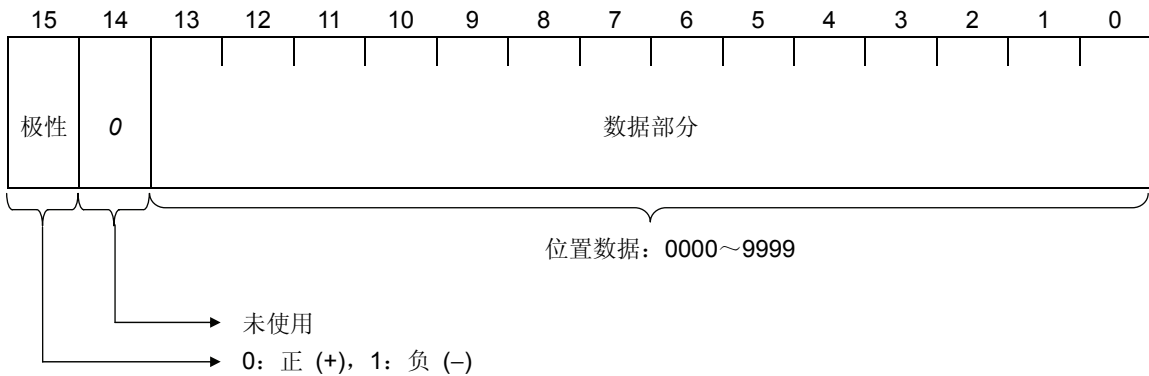 15 14 13 12 11 10 9 8 7 6 5 4 3 2 1 0
极性 0 数据部分
位置数据：0000～9999
未使用
0：正 (+)，1：负 (–)